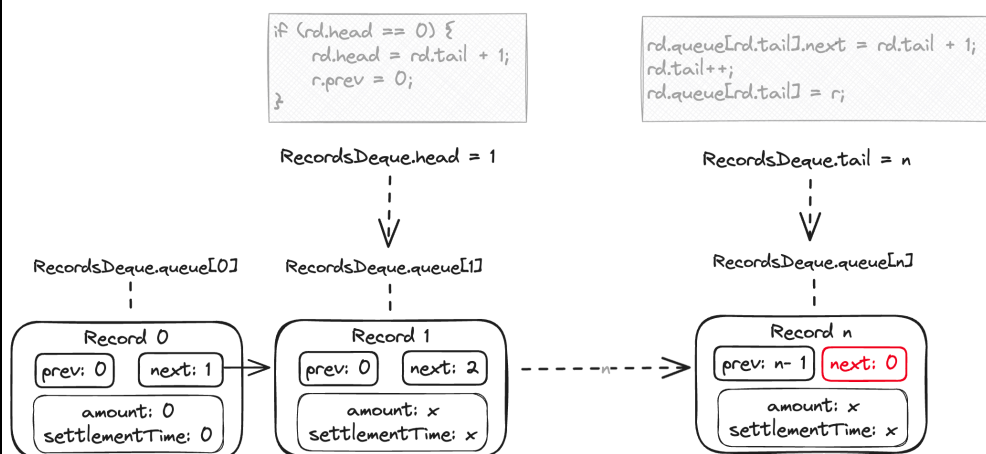 if (rd.head == 0) {
rd.head = rd.tail + 1;
r.prev = 0;
}
rd.queue[rd.tail].next = rd.tail + 1;
rd.tail++;
rd.queue[rd.tail] = r;
RecordsDeque.head = 1
RecordsDeque.tail = n
RecordsDeque.queue[0]
RecordsDeque.queue[1]
RecordsDeque.queue[n]
Record 0
prev: 0
next: 1
amount: 0
settlementTime: 0
Record 1
prev: 0
next: 2
amount: x
settlementTime: x
n
Record n
prev: n- 1
next: 0
amount: x
settlementTime: x